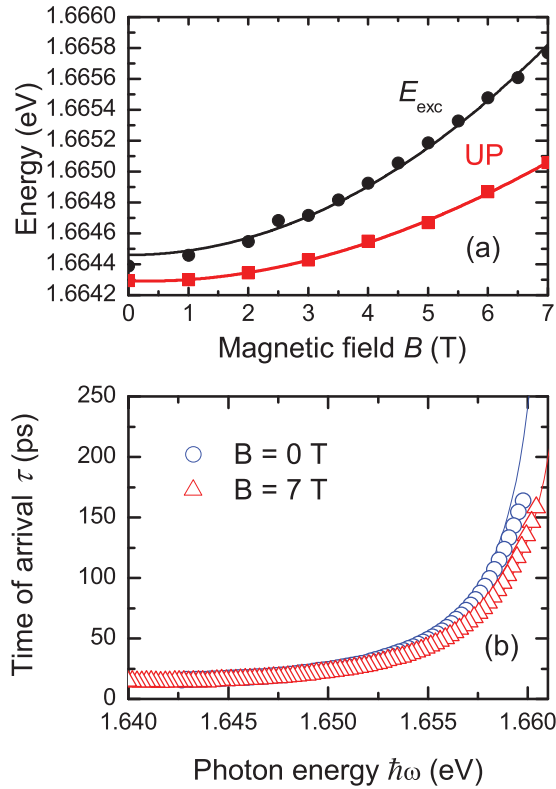 1.6660
1.6658
1.6656
1.6654
1.6652
1.6650
1.6648
1.6646
1.6644
1.6642
Energy (eV)
E_exc
UP
(a)
0 1 2 3 4 5 6 7
Magnetic field B (T)
250
200
150
100
50
0
Time of arrival τ (ps)
B = 0 T
B = 7 T
(b)
1.640 1.645 1.650 1.655 1.660
Photon energy ℏω (eV)